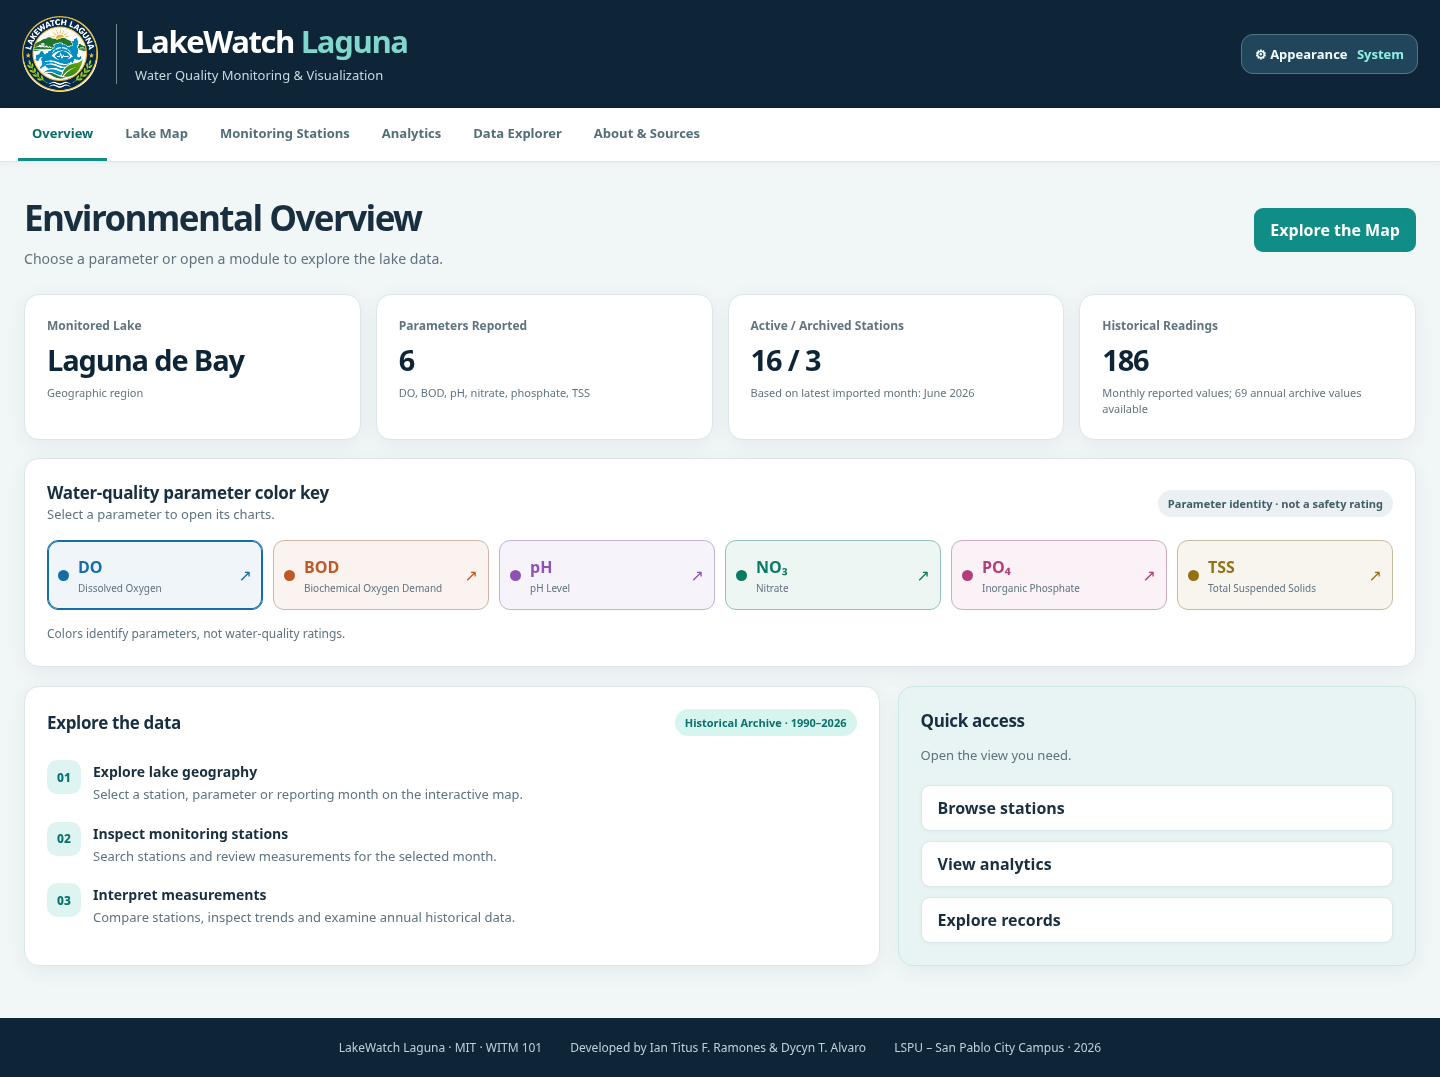 LAKEWATCH LAGUNA
LakeWatch Laguna
Water Quality Monitoring & Visualization
⚙ Appearance System
Overview
Lake Map
Monitoring Stations
Analytics
Data Explorer
About & Sources
Environmental Overview
Choose a parameter or open a module to explore the lake data.
Explore the Map
Monitored Lake
Laguna de Bay
Geographic region
Parameters Reported
6
DO, BOD, pH, nitrate, phosphate, TSS
Active / Archived Stations
16 / 3
Based on latest imported month: June 2026
Historical Readings
186
Monthly reported values; 69 annual archive values
available
Water-quality parameter color key
Select a parameter to open its charts.
Parameter identity · not a safety rating
DO
Dissolved Oxygen
↗
BOD
Biochemical Oxygen Demand
↗
pH
pH Level
↗
NO₃
Nitrate
↗
PO₄
Inorganic Phosphate
↗
TSS
Total Suspended Solids
↗
Colors identify parameters, not water-quality ratings.
Explore the data
Historical Archive · 1990–2026
01
Explore lake geography
Select a station, parameter or reporting month on the interactive map.
02
Inspect monitoring stations
Search stations and review measurements for the selected month.
03
Interpret measurements
Compare stations, inspect trends and examine annual historical data.
Quick access
Open the view you need.
Browse stations
View analytics
Explore records
LakeWatch Laguna · MIT · WITM 101
Developed by Ian Titus F. Ramones & Dycyn T. Alvaro
LSPU – San Pablo City Campus · 2026